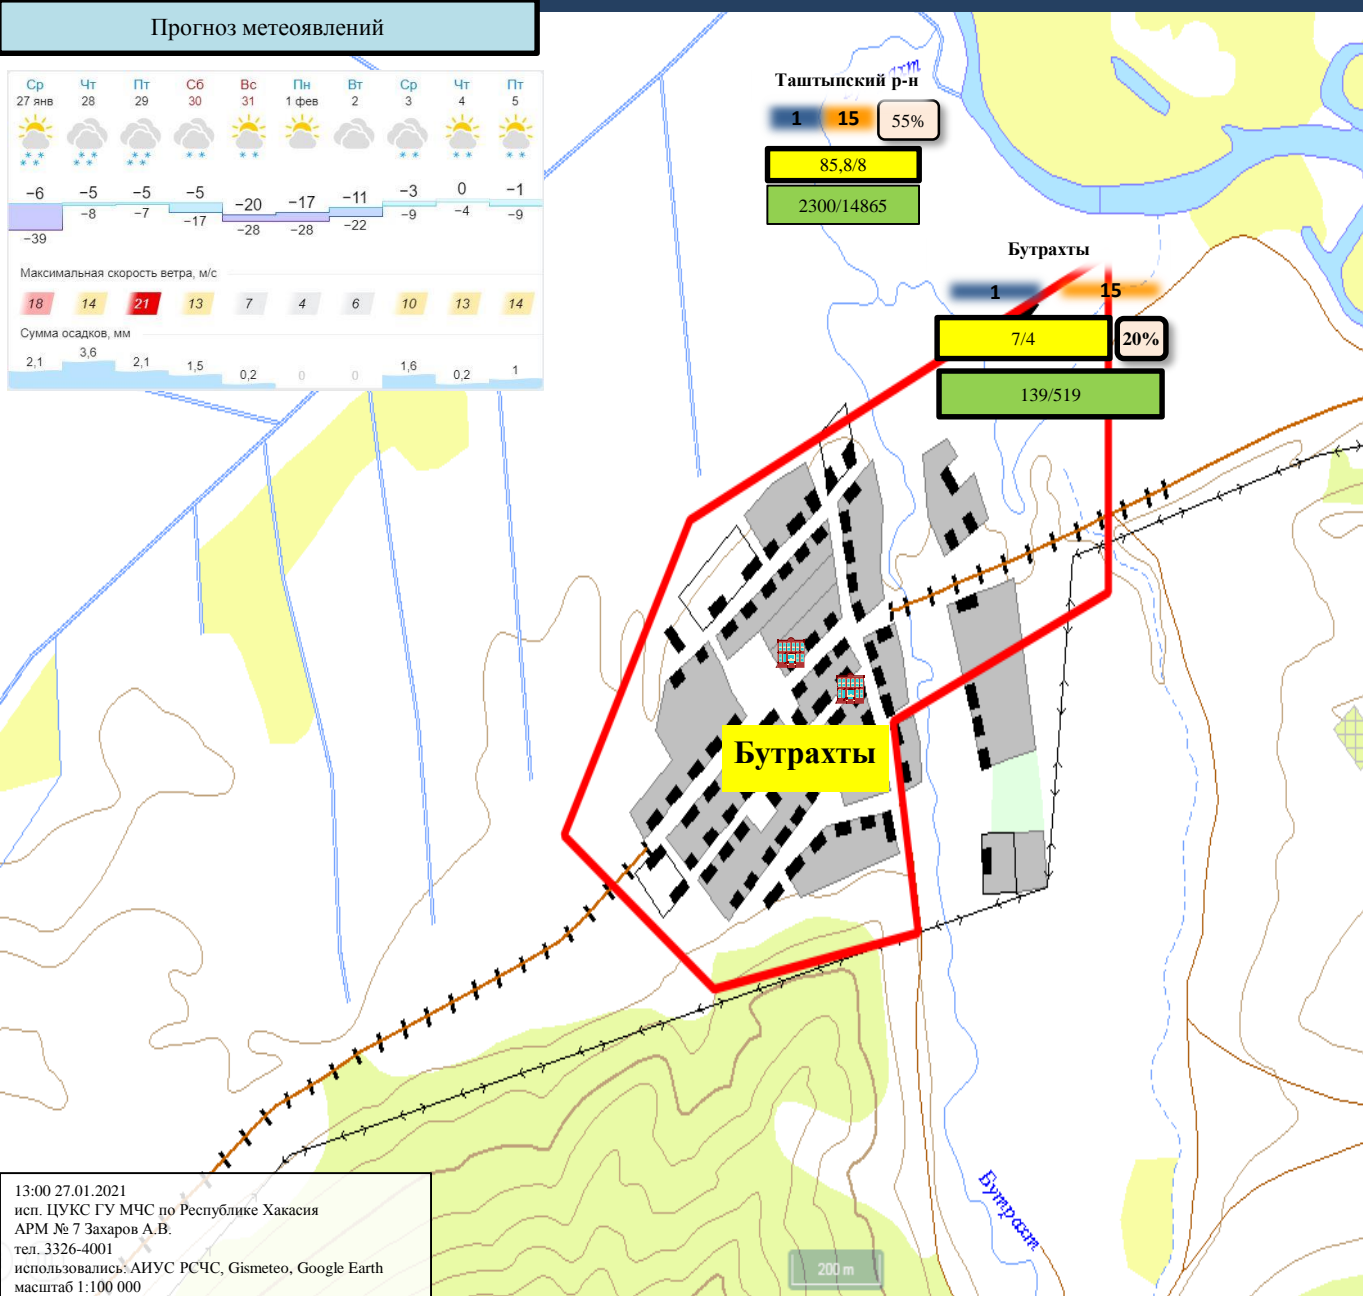 Прогноз метеоявлений
Ср Чт Пт Сб Вс Пн Вт Ср Чт Пт
27 янв 28 29 30 31 1 фев 2 3 4 5
−6 −5 −5 −5 −20 −17 −11 −3 0 −1
−39 −8 −7 −17 −28 −28 −22 −9 −4 −9
Максимальная скорость ветра, м/с
18 14 21 13 7 4 6 10 13 14
Сумма осадков, мм
2,1 3,6 2,1 1,5 0,2 0 0 1,6 0,2 1
Таштыпский р-н
1 15 55%
85,8/8
2300/14865
Бутрахты
1 15
7/4 20%
139/519
Бутрахты
Бутрахт
200 m
13:00 27.01.2021
исп. ЦУКС ГУ МЧС по Республике Хакасия
АРМ № 7 Захаров А.В.
тел. 3326-4001
использовались: АИУС РСЧС, Gismeteo, Google Earth
масштаб 1:100 000